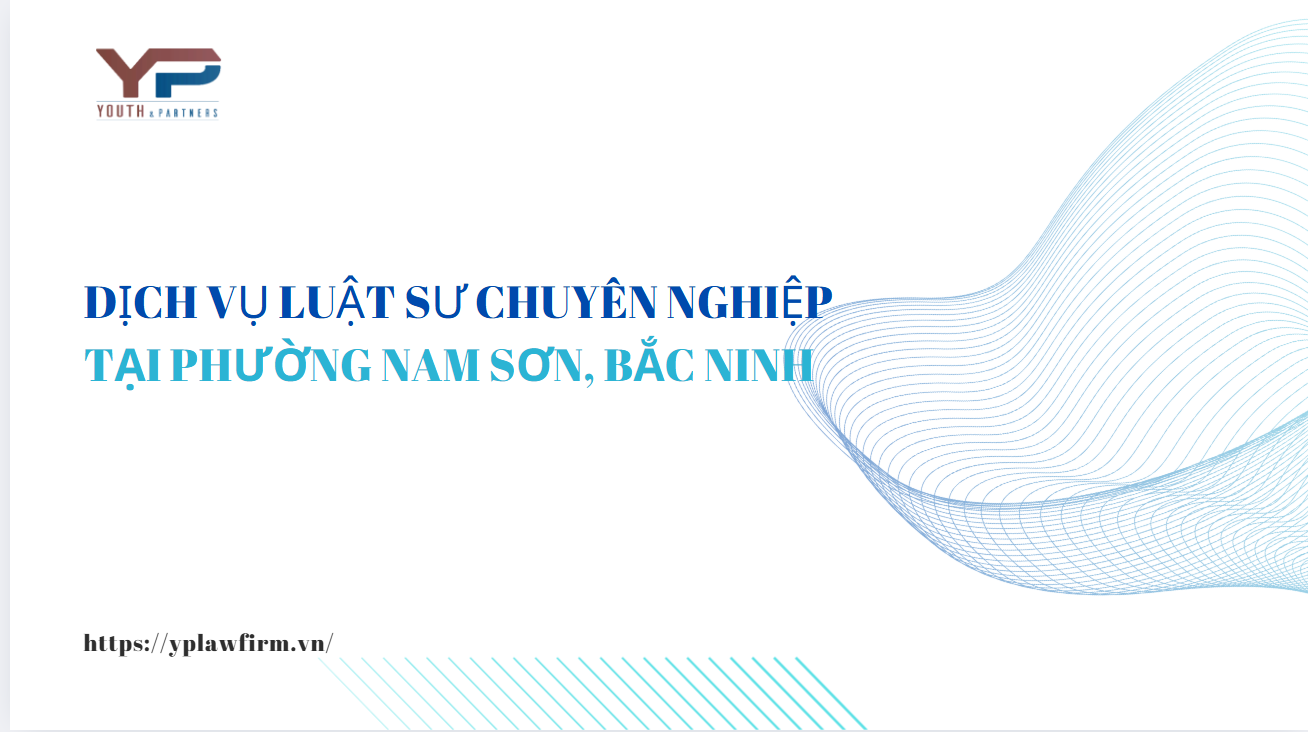 YP
YOUTH & PARTNERS
DỊCH VỤ LUẬT SƯ CHUYÊN NGHIỆP
TẠI PHƯỜNG NAM SƠN, BẮC NINH
https://yplawfirm.vn/